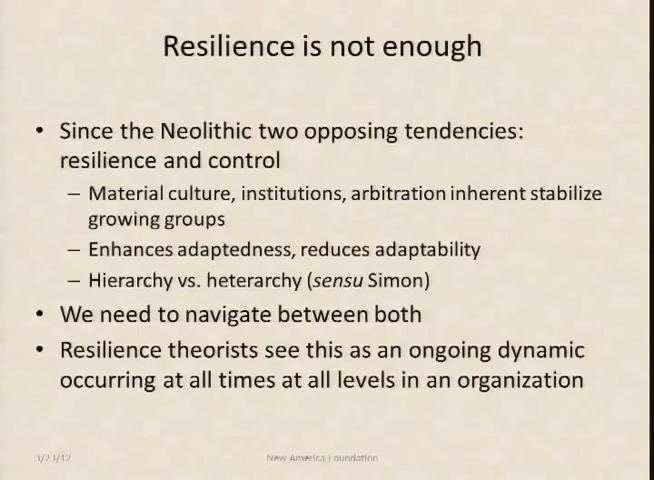 Resilience is not enough
• Since the Neolithic two opposing tendencies:
resilience and control
– Material culture, institutions, arbitration inherent stabilize
growing groups
– Enhances adaptedness, reduces adaptability
– Hierarchy vs. heterarchy (sensu Simon)
• We need to navigate between both
• Resilience theorists see this as an ongoing dynamic
occurring at all times at all levels in an organization
3/23/12
New America Foundation